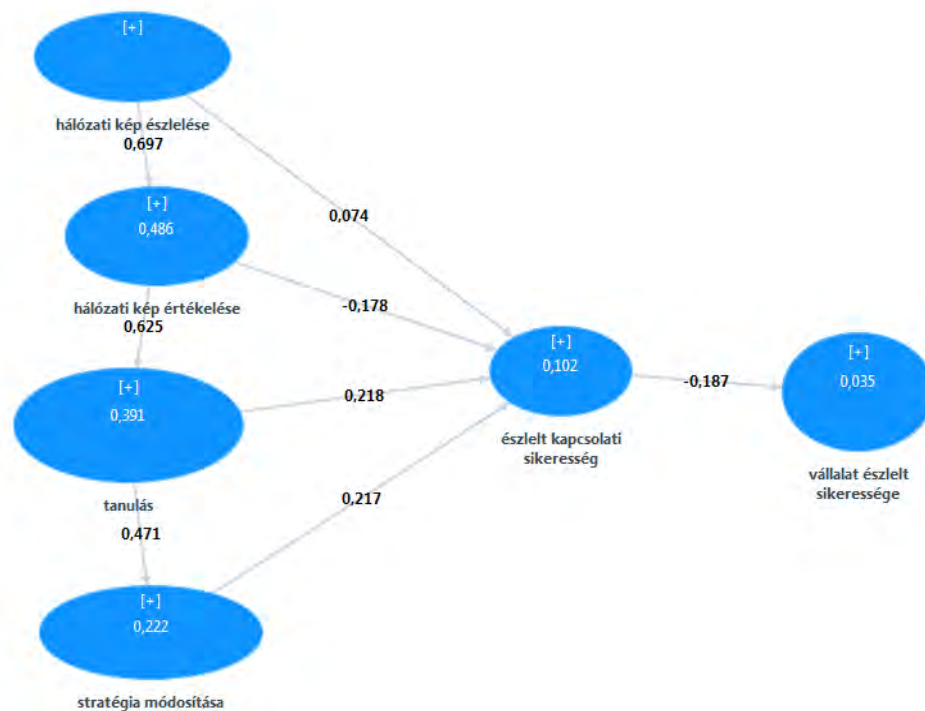 [+]
hálózati kép észlelése
0,697
0,074
[+]
0,486
hálózati kép értékelése
0,625
-0,178
[+]
0,391
tanulás
0,471
0,218
0,217
[+]
0,102
észlelt kapcsolati
sikeresség
-0,187
[+]
0,035
vállalat észlelt
sikeressége
[+]
0,222
stratégia módosítása